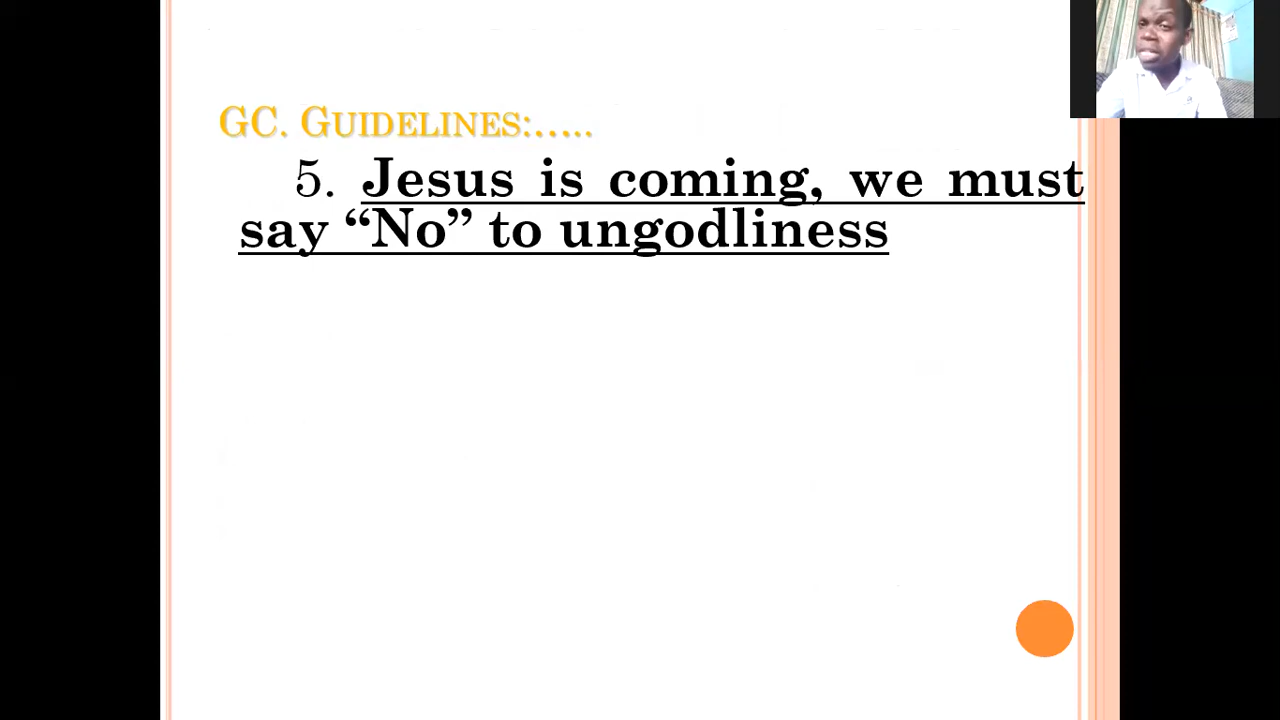 GC. GUIDELINES:.....
5. Jesus is coming, we must
say “No” to ungodliness